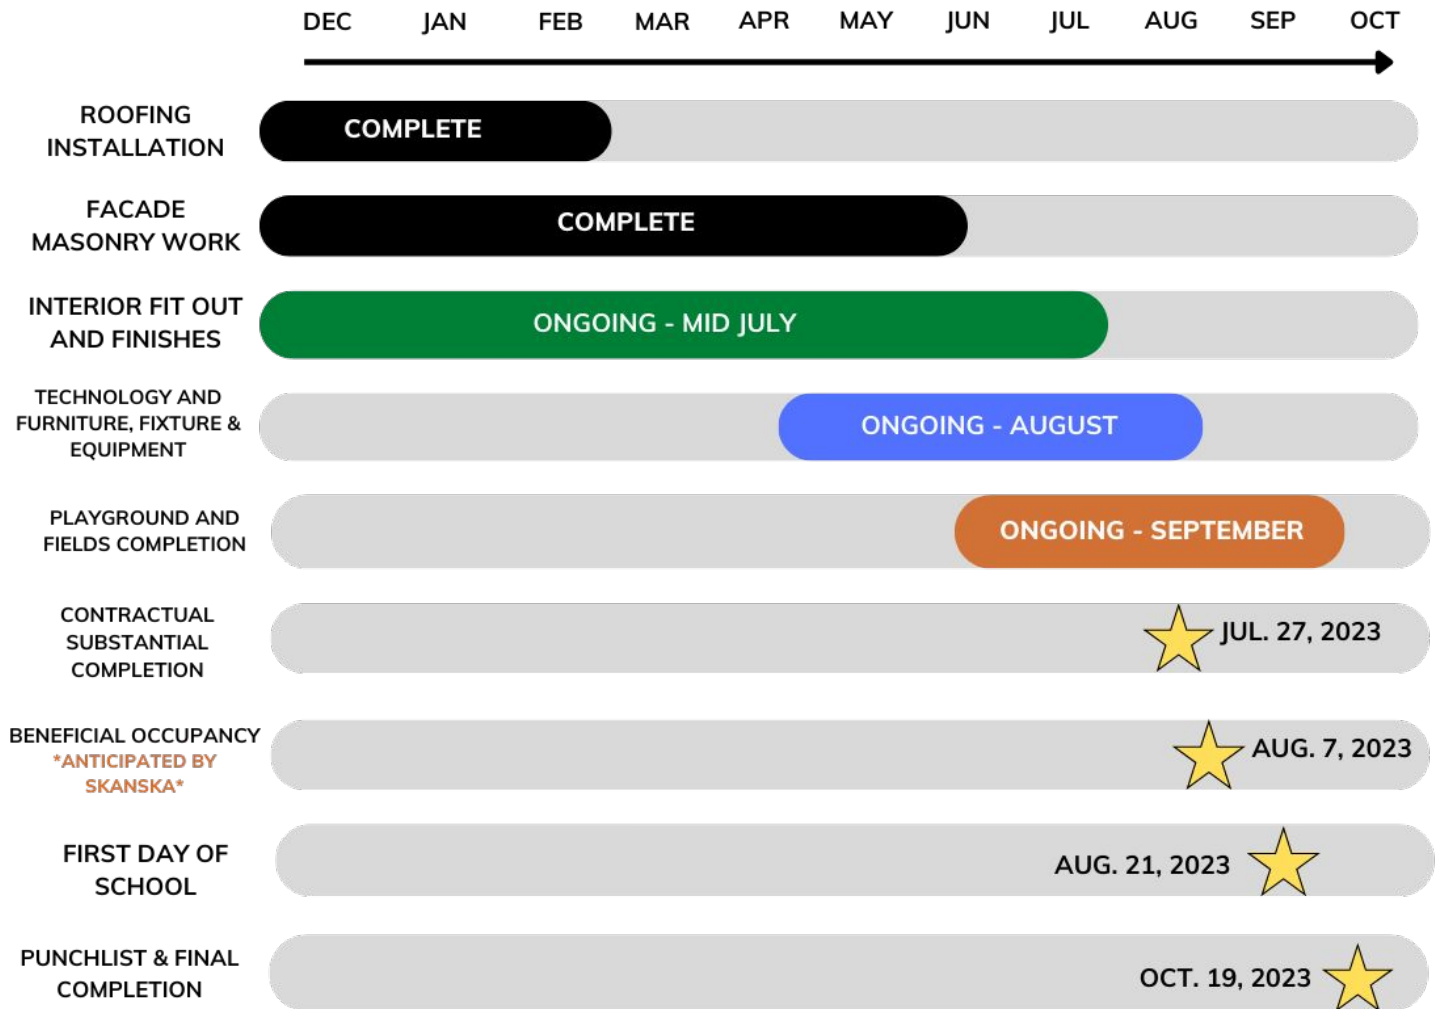 DEC JAN FEB MAR APR MAY JUN JUL AUG SEP OCT
ROOFING
INSTALLATION
COMPLETE
FACADE
MASONRY WORK
COMPLETE
INTERIOR FIT OUT
AND FINISHES
ONGOING - MID JULY
TECHNOLOGY AND
FURNITURE, FIXTURE &
EQUIPMENT
ONGOING - AUGUST
PLAYGROUND AND
FIELDS COMPLETION
ONGOING - SEPTEMBER
CONTRACTUAL
SUBSTANTIAL
COMPLETION
JUL. 27, 2023
BENEFICIAL OCCUPANCY
*ANTICIPATED BY
SKANSKA*
AUG. 7, 2023
FIRST DAY OF
SCHOOL
AUG. 21, 2023
PUNCHLIST & FINAL
COMPLETION
OCT. 19, 2023